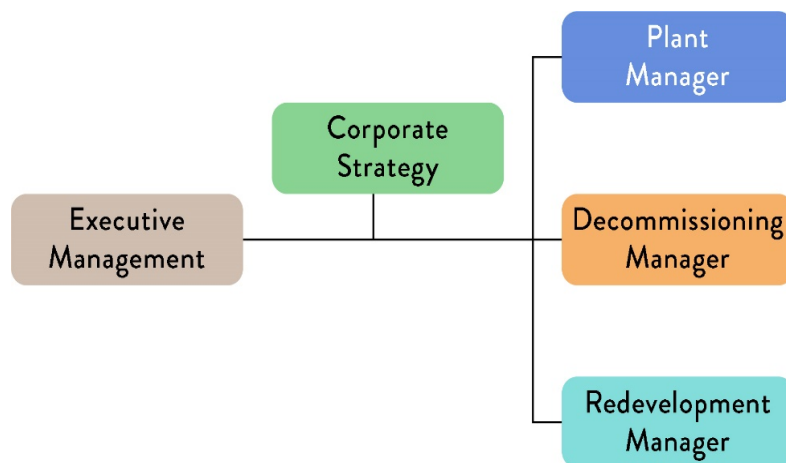 Plant
Manager
Corporate
Strategy
Executive
Management
Decommissioning
Manager
Redevelopment
Manager